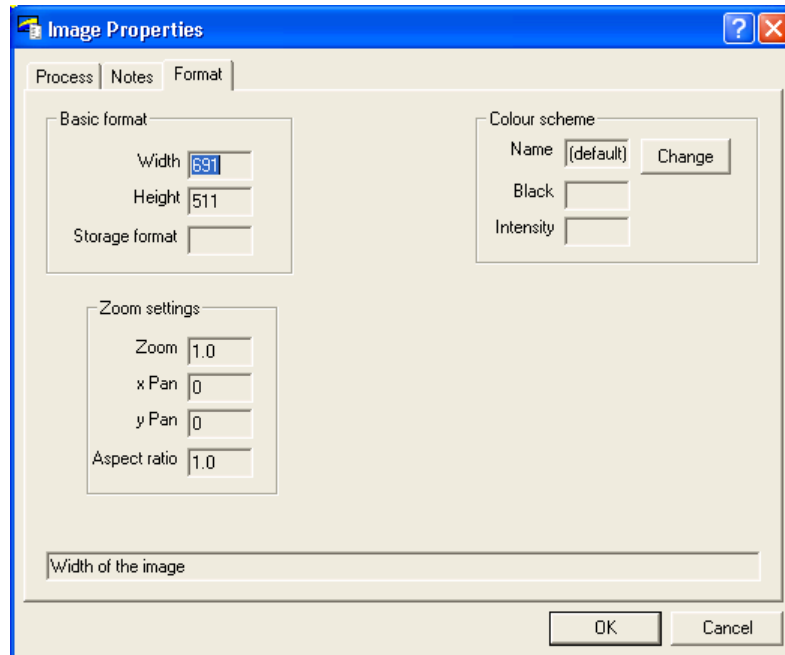 Image Properties
Process Notes Format
Basic format
Width 691
Height 511
Storage format
Colour scheme
Name (default) Change
Black
Intensity
Zoom settings
Zoom 1.0
x Pan 0
y Pan 0
Aspect ratio 1.0
Width of the image
OK Cancel